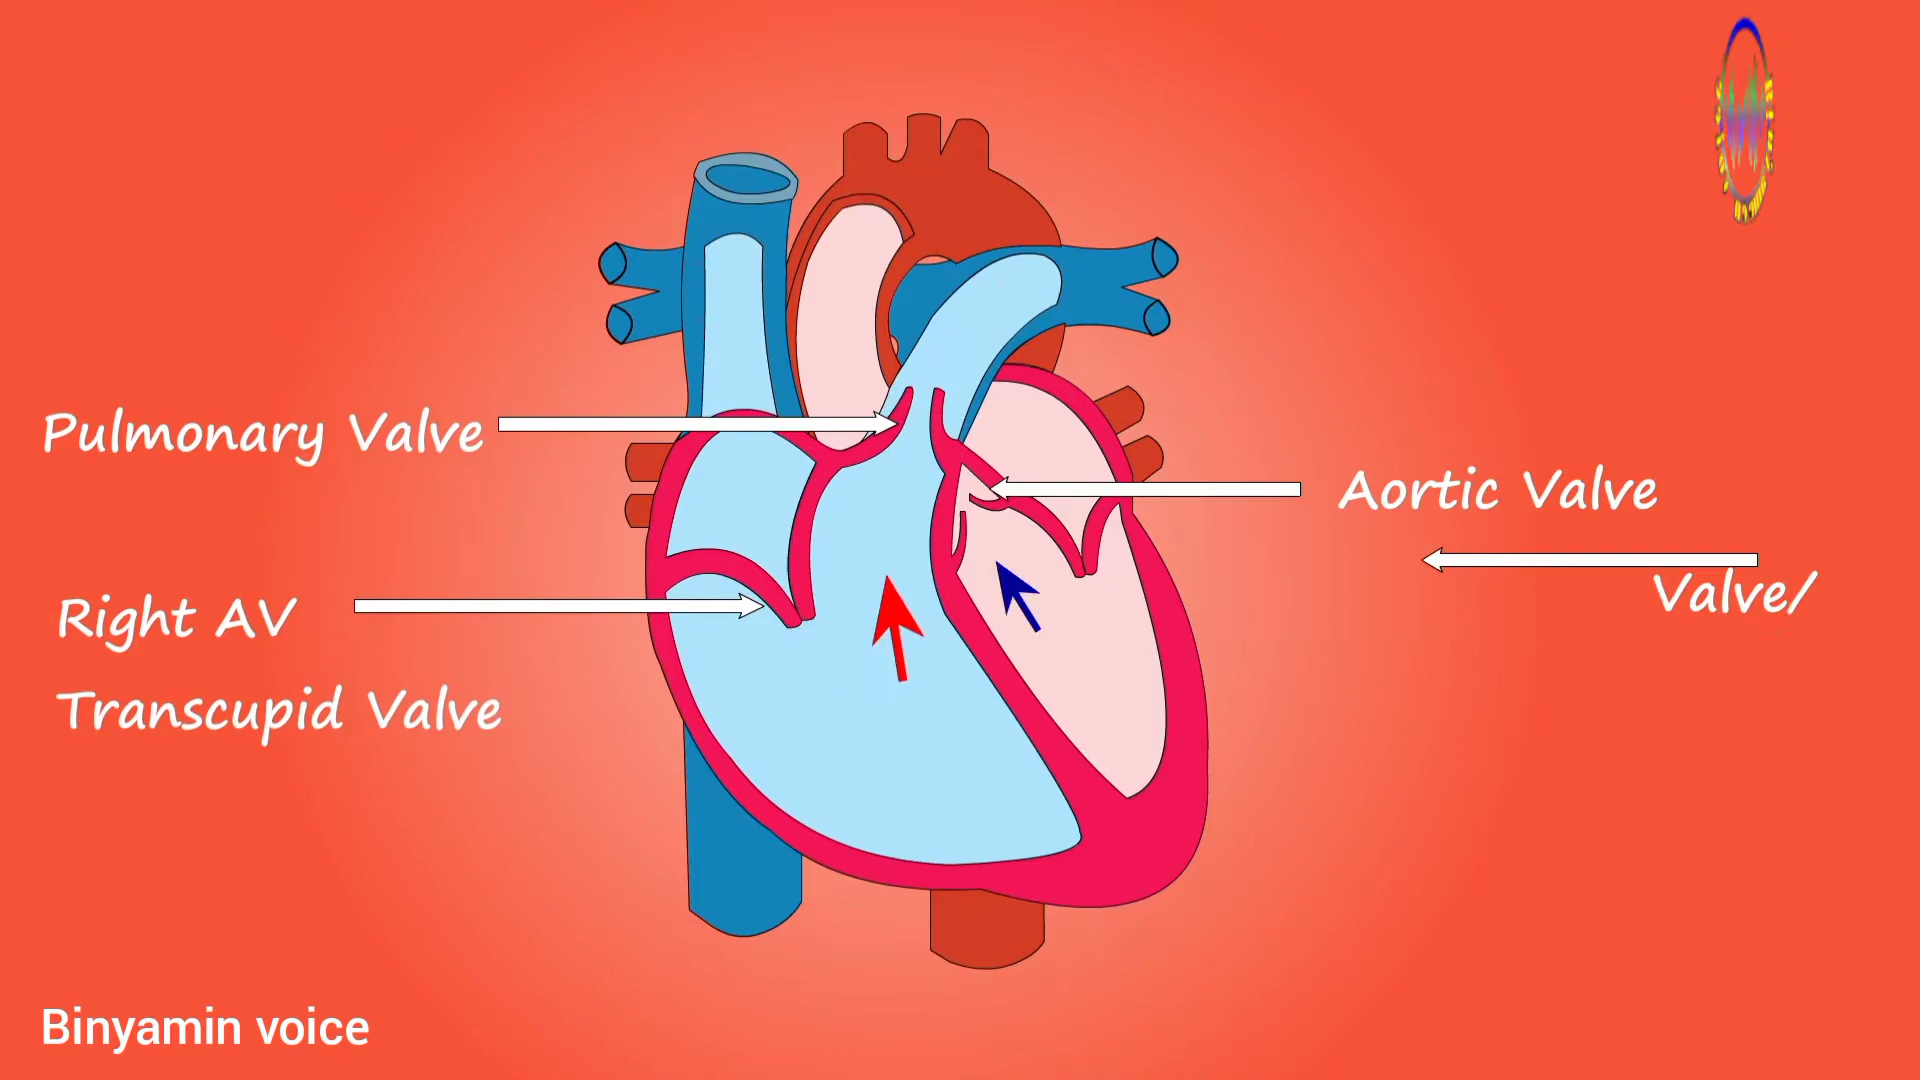 Pulmonary Valve
Aortic Valve
Valve/
Right AV
Transcupid Valve
Binyamin voice